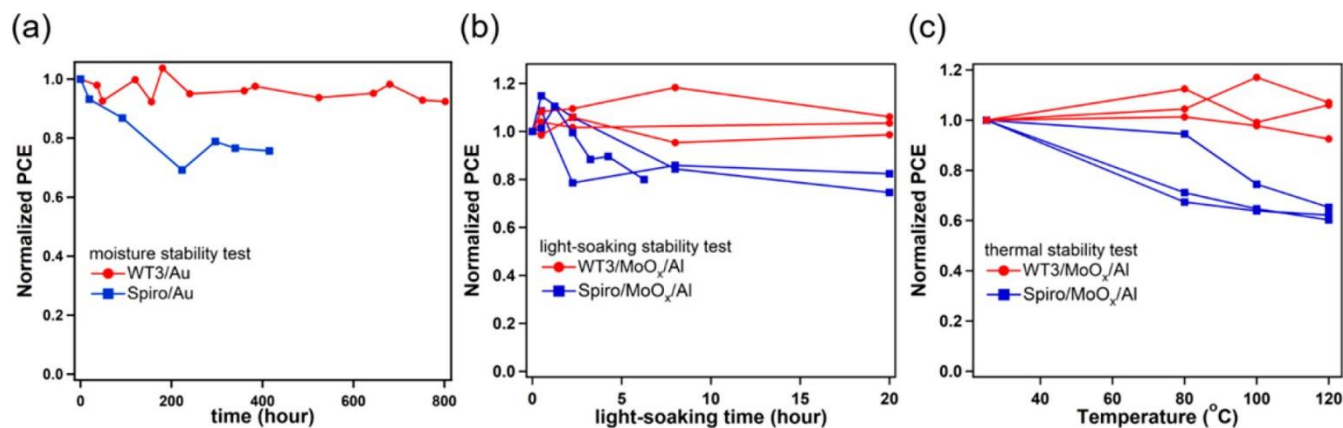 (a)
Normalized PCE
1.0
0.8
0.6
0.4
0.2
0.0
moisture stability test
WT3/Au
Spiro/Au
0 200 400 600 800
time (hour)
(b)
Normalized PCE
1.2
1.0
0.8
0.6
0.4
0.2
0.0
light-soaking stability test
WT3/MoOₓ/Al
Spiro/MoOₓ/Al
0 5 10 15 20
light-soaking time (hour)
(c)
Normalized PCE
1.2
1.0
0.8
0.6
0.4
0.2
0.0
thermal stability test
WT3/MoOₓ/Al
Spiro/MoOₓ/Al
40 60 80 100 120
Temperature (°C)